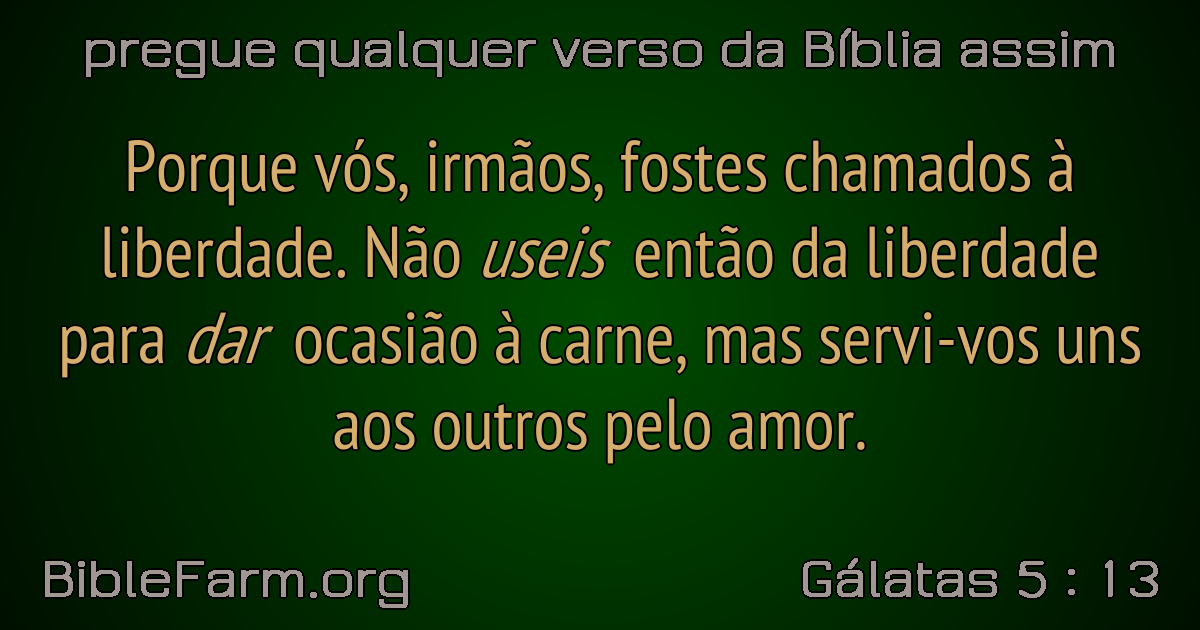 pregue qualquer verso da Bíblia assim
Porque vós, irmãos, fostes chamados à
liberdade. Não useis então da liberdade
para dar ocasião à carne, mas servi-vos uns
aos outros pelo amor.
BibleFarm.org
Gálatas 5 : 13